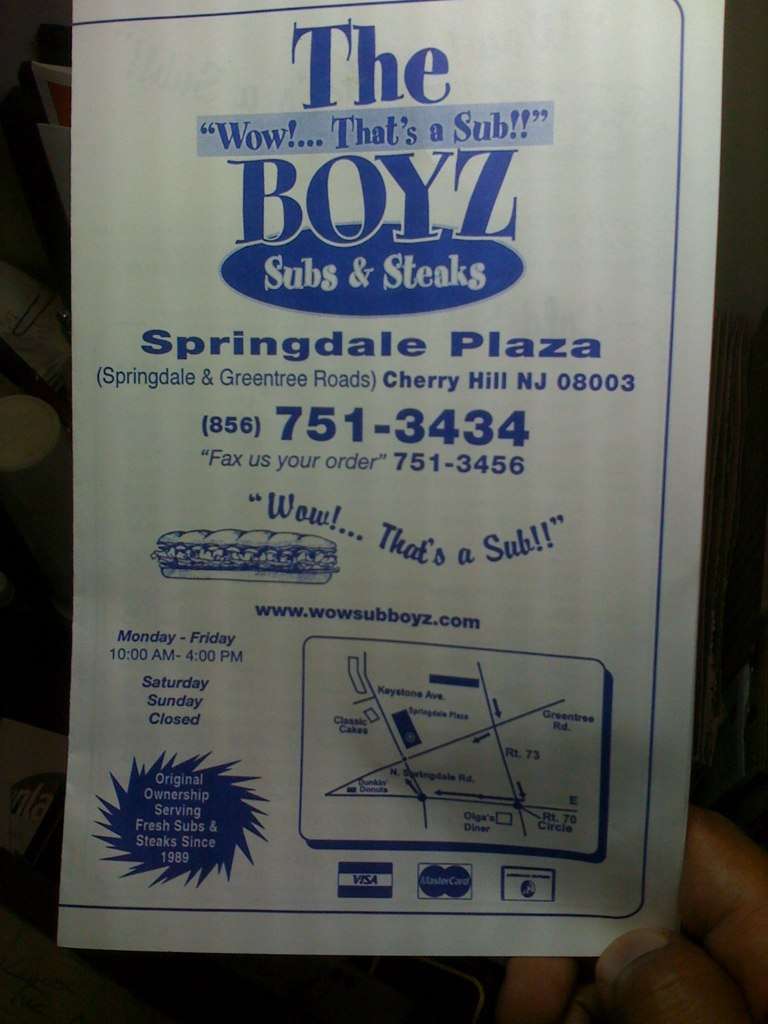 The
"Wow!... That's a Sub!!"
BOYZ
Subs & Steaks
Springdale Plaza
(Springdale & Greentree Roads) Cherry Hill NJ 08003
(856) 751-3434
"Fax us your order" 751-3456
"Wow!... That's a Sub!!"
www.wowsubboyz.com
Monday - Friday
10:00 AM- 4:00 PM
Saturday
Sunday
Closed
Original
Ownership
Serving
Fresh Subs &
Steaks Since
1989
Keystone Ave.
Springdale Plaza
Classic
Cakes
Greentree
Rd.
Rt. 73
N. Springdale Rd.
Dunkin'
Donuts
E
Olga's
Diner
Rt. 70
Circle
VISA
MasterCard